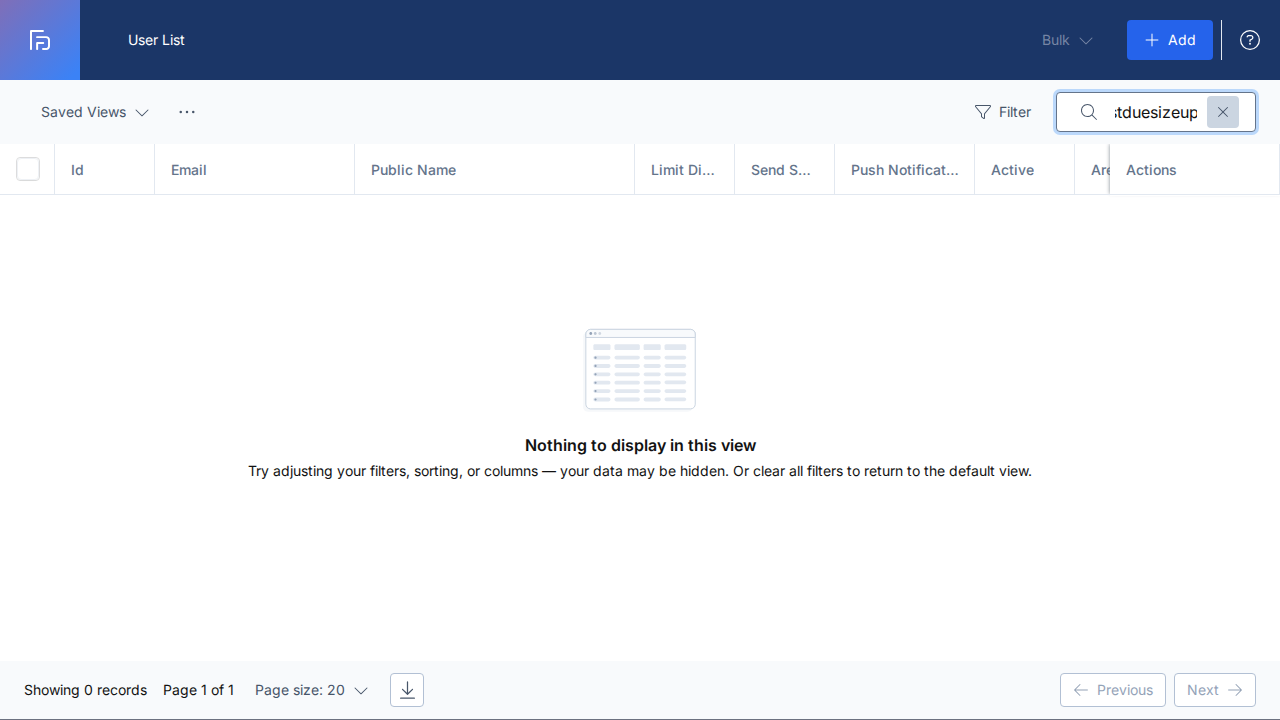 User List
Bulk
Add
Saved Views
Filter
Id
Email
Public Name
Limit Di...
Send S...
Push Notificat...
Active
Are
Actions
Nothing to display in this view
Try adjusting your filters, sorting, or columns — your data may be hidden. Or clear all filters to return to the default view.
Showing 0 records
Page 1 of 1
Page size: 20
Previous
Next